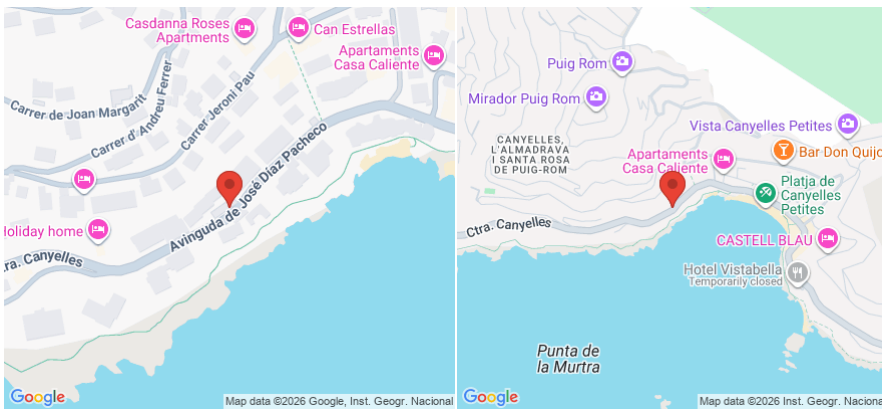 Casdanna Roses
Apartments
Can Estrellas
Apartaments
Casa Caliente
Carrer de Joan Margarit
Carrer d'Andreu Ferrer
Carrer Jeroni Pau
Avinguda de José Díaz Pacheco
Holiday home
Ctra. Canyelles
Google
Map data ©2026 Google, Inst. Geogr. Nacional
Puig Rom
Mirador Puig Rom
Vista Canyelles Petites
CANYELLES,
L'ALMADRAVA
I SANTA ROSA
DE PUIG-ROM
Bar Don Quijo
Apartaments
Casa Caliente
Platja de
Canyelles
Petites
Ctra. Canyelles
CASTELL BLAU
Hotel Vistabella
Temporarily closed
Punta de
la Murtra
Google
Map data ©2026 Inst. Geogr. Naciona